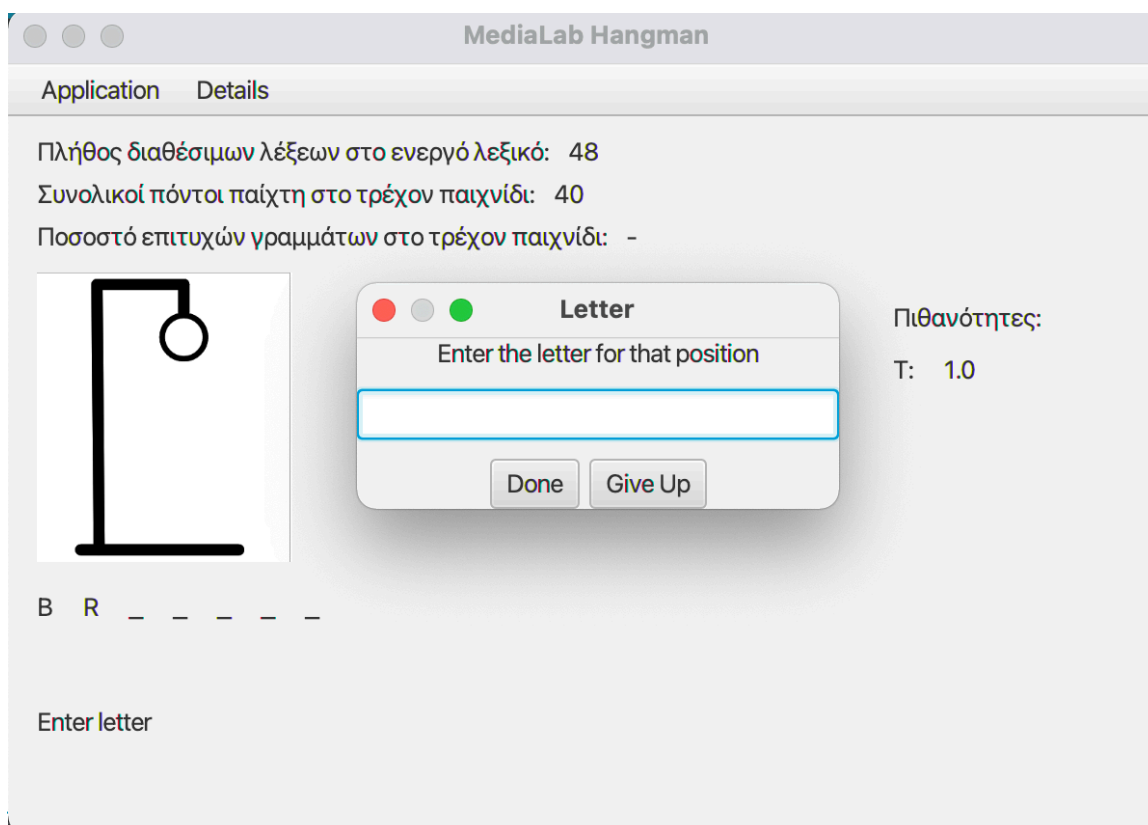 MediaLab Hangman
Application Details
Πλήθος διαθέσιμων λέξεων στο ενεργό λεξικό: 48
Συνολικοί πόντοι παίχτη στο τρέχον παιχνίδι: 40
Ποσοστό επιτυχών γραμμάτων στο τρέχον παιχνίδι: -
Letter
Enter the letter for that position
Done Give Up
Πιθανότητες:
T: 1.0
B R _ _ _ _ _
Enter letter